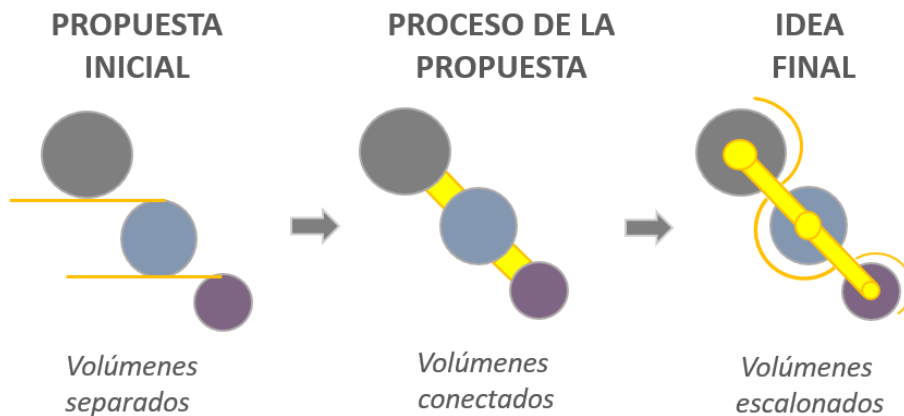 PROPUESTA
INICIAL
PROCESO DE LA
PROPUESTA
IDEA
FINAL
Volúmenes
separados
Volúmenes
conectados
Volúmenes
escalonados